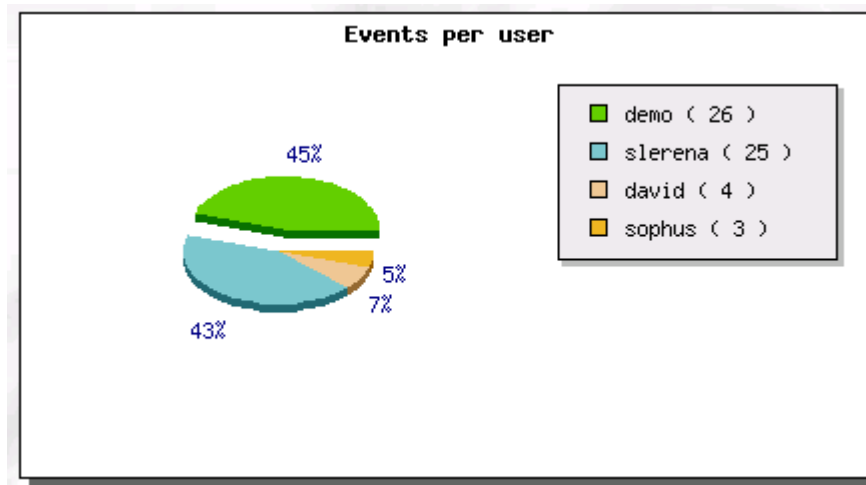 Events per user
demo ( 26 )
slerena ( 25 )
david ( 4 )
sophus ( 3 )
45%
5%
7%
43%